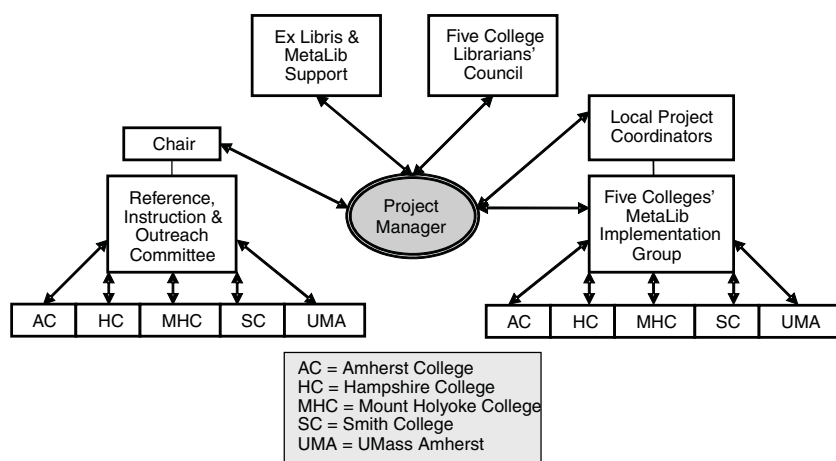 Ex Libris &
MetaLib
Support
Five College
Librarians'
Council
Chair
Local Project
Coordinators
Reference,
Instruction &
Outreach
Committee
Project
Manager
Five Colleges'
MetaLib
Implementation
Group
AC HC MHC SC UMA
AC HC MHC SC UMA
AC = Amherst College
HC = Hampshire College
MHC = Mount Holyoke College
SC = Smith College
UMA = UMass Amherst